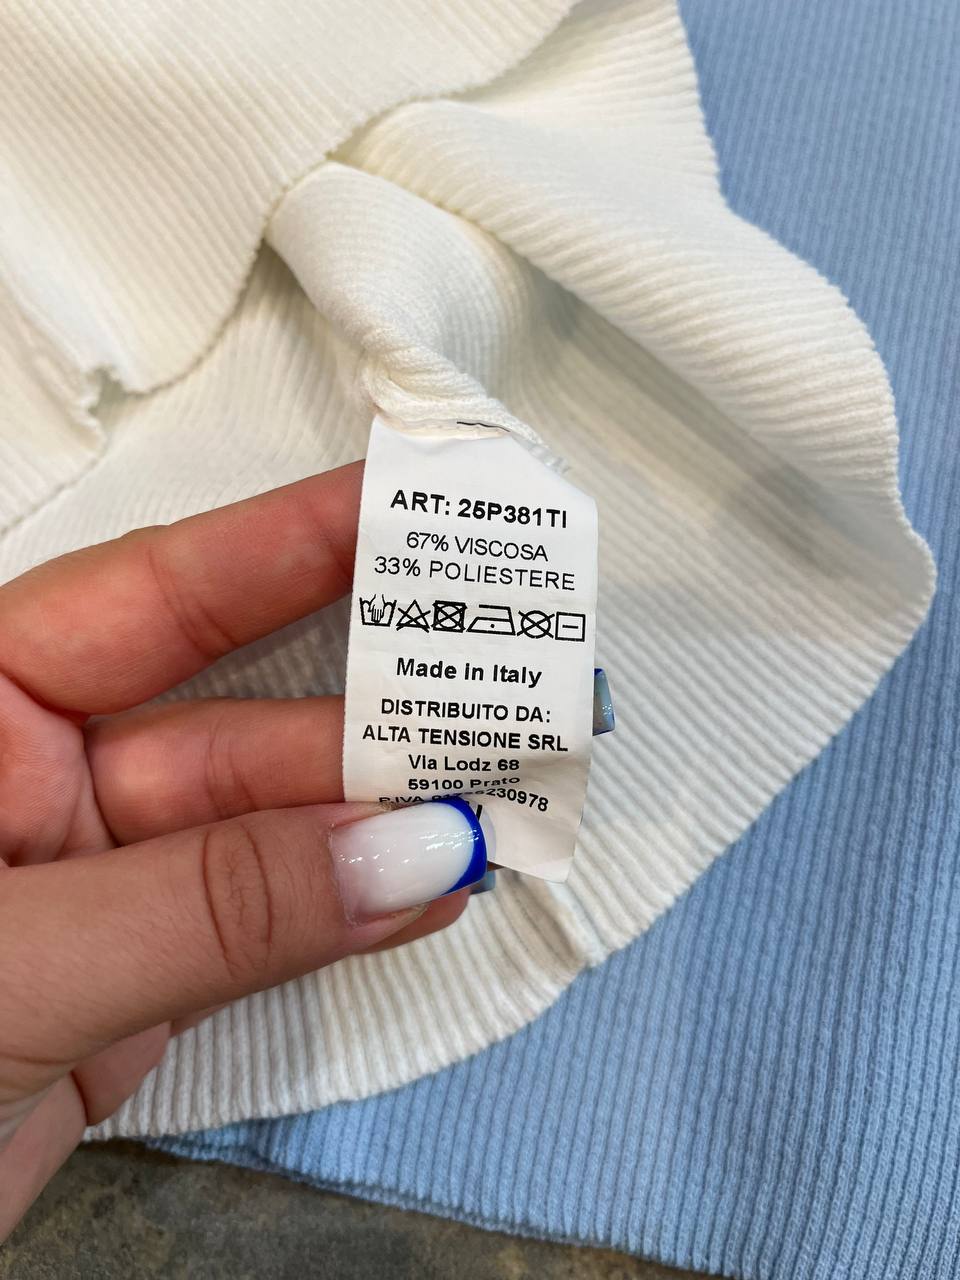 ART: 25P381TI
67% VISCOSA
33% POLIESTERE
Made in Italy
DISTRIBUITO DA:
ALTA TENSIONE SRL
Via Lodz 68
59100 Prato
P.IVA